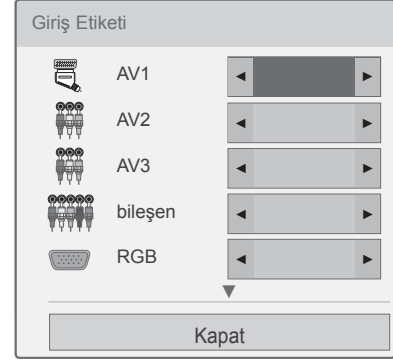 Giriş Etiketi
AV1
AV2
AV3
bileşen
RGB
Kapat